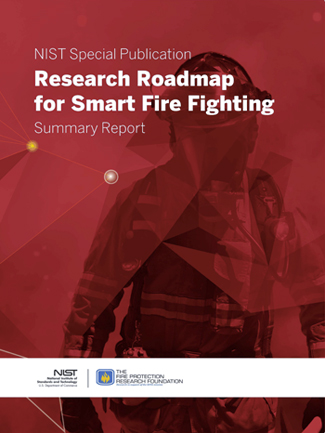 NIST Special Publication
Research Roadmap
for Smart Fire Fighting
Summary Report
NIST
National Institute of
Standards and Technology
U.S. Department of Commerce
THE
FIRE PROTECTION
RESEARCH FOUNDATION